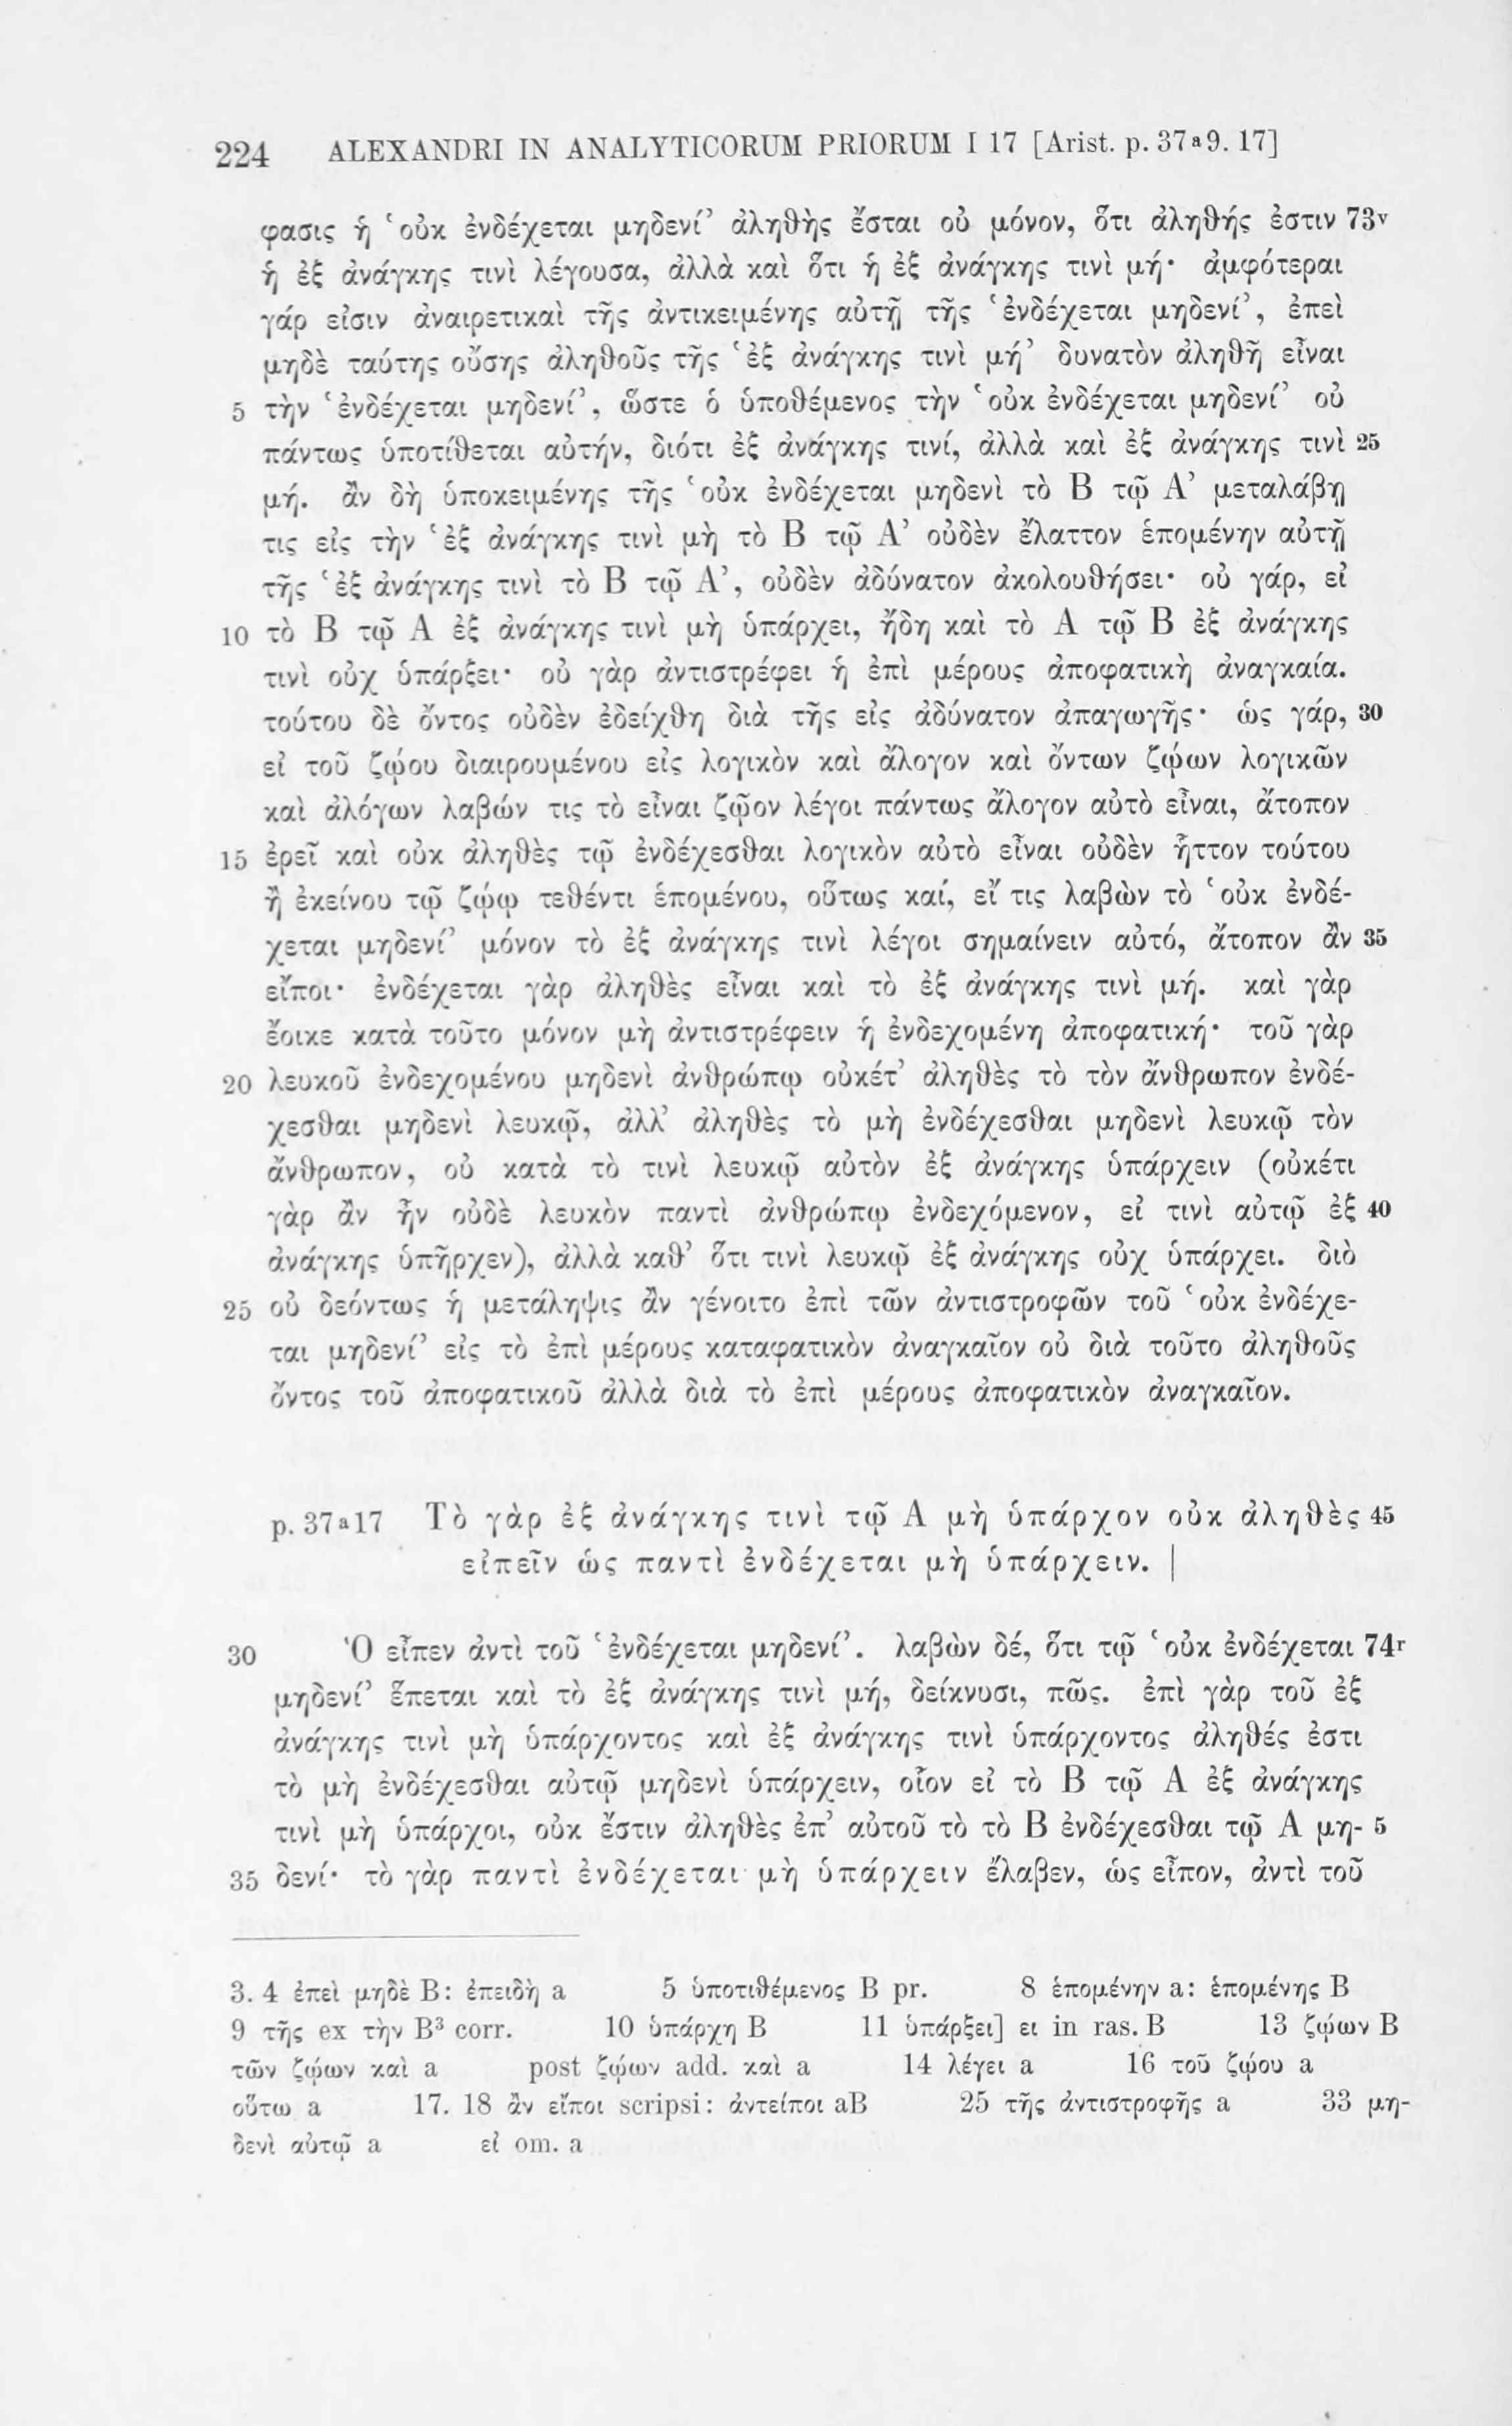 224 ALEXANDRI IN ANALYTICORUM PRIORUM I 17 [Arist. p. 37a9. 17]
φασις ἡ ‘οὐκ ἐνδέχεται μηδενί’ ἀληθὴς ἔσται οὐ μόνον, ὅτι ἀληθής ἐστιν 73v
ἡ ἐξ ἀνάγκης τινὶ λέγουσα, ἀλλὰ καὶ ὅτι ἡ ἐξ ἀνάγκης τινὶ μή· ἀμφότεραι
γάρ εἰσιν ἀναιρετικαὶ τῆς ἀντικειμένης αὐτῇ τῆς ‘ἐνδέχεται μηδενί’, ἐπεὶ
μηδὲ ταύτης οὔσης ἀληθοῦς τῆς ‘ἐξ ἀνάγκης τινὶ μή’ δυνατὸν ἀληθῆ εἶναι
5 τὴν ‘ἐνδέχεται μηδενί’, ὥστε ὁ ὑποθέμενος τὴν ‘οὐκ ἐνδέχεται μηδενί’ οὐ
πάντως ὑποτίθεται αὐτήν, διότι ἐξ ἀνάγκης τινί, ἀλλὰ καὶ ἐξ ἀνάγκης τινὶ 25
μή. ἂν δὴ ὑποκειμένης τῆς ‘οὐκ ἐνδέχεται μηδενὶ τὸ Β τῷ Α’ μεταλάβῃ
τις εἰς τὴν ‘ἐξ ἀνάγκης τινὶ μὴ τὸ Β τῷ Α’ οὐδὲν ἔλαττον ἑπομένην αὐτῇ
τῆς ‘ἐξ ἀνάγκης τινὶ τὸ Β τῷ Α’, οὐδὲν ἀδύνατον ἀκολουθήσει· οὐ γάρ, εἰ
10 τὸ Β τῷ Α ἐξ ἀνάγκης τινὶ μὴ ὑπάρχει, ἤδη καὶ τὸ Α τῷ Β ἐξ ἀνάγκης
τινὶ οὐχ ὑπάρξει· οὐ γὰρ ἀντιστρέφει ἡ ἐπὶ μέρους ἀποφατικὴ ἀναγκαία.
τούτου δὲ ὄντος οὐδὲν ἐδείχθη διὰ τῆς εἰς ἀδύνατον ἀπαγωγῆς· ὡς γάρ, 30
εἰ τοῦ ζῴου διαιρουμένου εἰς λογικὸν καὶ ἄλογον καὶ ὄντων ζῴων λογικῶν
καὶ ἀλόγων λαβών τις τὸ εἶναι ζῷον λέγοι πάντως ἄλογον αὐτὸ εἶναι, ἄτοπον
15 ἐρεῖ καὶ οὐκ ἀληθὲς τῷ ἐνδέχεσθαι λογικὸν αὐτὸ εἶναι οὐδὲν ἧττον τούτου
ἢ ἐκείνου τῷ ζῴῳ τεθέντι ἑπομένου, οὕτως καί, εἴ τις λαβὼν τὸ ‘οὐκ ἐνδέ-
χεται μηδενί’ μόνον τὸ ἐξ ἀνάγκης τινὶ λέγοι σημαίνειν αὐτό, ἄτοπον ἂν 35
εἴποι· ἐνδέχεται γὰρ ἀληθὲς εἶναι καὶ τὸ ἐξ ἀνάγκης τινὶ μή. καὶ γὰρ
ἔοικε κατὰ τοῦτο μόνον μὴ ἀντιστρέφειν ἡ ἐνδεχομένη ἀποφατική· τοῦ γὰρ
20 λευκοῦ ἐνδεχομένου μηδενὶ ἀνθρώπῳ οὐκέτ’ ἀληθὲς τὸ τὸν ἄνθρωπον ἐνδέ-
χεσθαι μηδενὶ λευκῷ, ἀλλ’ ἀληθὲς τὸ μὴ ἐνδέχεσθαι μηδενὶ λευκῷ τὸν
ἄνθρωπον, οὐ κατὰ τὸ τινὶ λευκῷ αὐτὸν ἐξ ἀνάγκης ὑπάρχειν (οὐκέτι
γὰρ ἂν ἦν οὐδὲ λευκὸν παντὶ ἀνθρώπῳ ἐνδεχόμενον, εἰ τινὶ αὐτῷ ἐξ 40
ἀνάγκης ὑπῆρχεν), ἀλλὰ καθ’ ὅτι τινὶ λευκῷ ἐξ ἀνάγκης οὐχ ὑπάρχει. διὸ
25 οὐ δεόντως ἡ μετάληψις ἂν γένοιτο ἐπὶ τῶν ἀντιστροφῶν τοῦ ‘οὐκ ἐνδέχε-
ται μηδενί’ εἰς τὸ ἐπὶ μέρους καταφατικὸν ἀναγκαῖον οὐ διὰ τοῦτο ἀληθοῦς
ὄντος τοῦ ἀποφατικοῦ ἀλλὰ διὰ τὸ ἐπὶ μέρους ἀποφατικὸν ἀναγκαῖον.
p. 37a17 Τὸ γὰρ ἐξ ἀνάγκης τινὶ τῷ Α μὴ ὑπάρχον οὐκ ἀληθὲς 45
εἰπεῖν ὡς παντὶ ἐνδέχεται μὴ ὑπάρχειν. |
30 Ὃ εἶπεν ἀντὶ τοῦ ‘ἐνδέχεται μηδενί’. λαβὼν δέ, ὅτι τῷ ‘οὐκ ἐνδέχεται 74r
μηδενί’ ἕπεται καὶ τὸ ἐξ ἀνάγκης τινὶ μή, δείκνυσι, πῶς. ἐπὶ γὰρ τοῦ ἐξ
ἀνάγκης τινὶ μὴ ὑπάρχοντος καὶ ἐξ ἀνάγκης τινὶ ὑπάρχοντος ἀληθές ἐστι
τὸ μὴ ἐνδέχεσθαι αὐτῷ μηδενὶ ὑπάρχειν, οἷον εἰ τὸ Β τῷ Α ἐξ ἀνάγκης
τινὶ μὴ ὑπάρχοι, οὐκ ἔστιν ἀληθὲς ἐπ’ αὐτοῦ τὸ τὸ Β ἐνδέχεσθαι τῷ Α μη- 5
35 δενί· τὸ γὰρ παντὶ ἐνδέχεται μὴ ὑπάρχειν ἔλαβεν, ὡς εἶπον, ἀντὶ τοῦ
3. 4 ἐπεὶ μηδὲ B: ἐπειδὴ a 5 ὑποτιθέμενος B pr. 8 ἑπομένην a: ἑπομένης B
9 τῆς ex τὴν B³ corr. 10 ὑπάρχη B 11 ὑπάρξει] ει in ras. B 13 ζῴων B
τῶν ζῴων καὶ a post ζῴων add. καὶ a 14 λέγει a 16 τοῦ ζῴου a
οὕτω a 17. 18 ἂν εἴποι scripsi: ἀντείποι aB 25 τῆς ἀντιστροφῆς a 33 μη-
δενὶ αὐτῷ a εἰ om. a